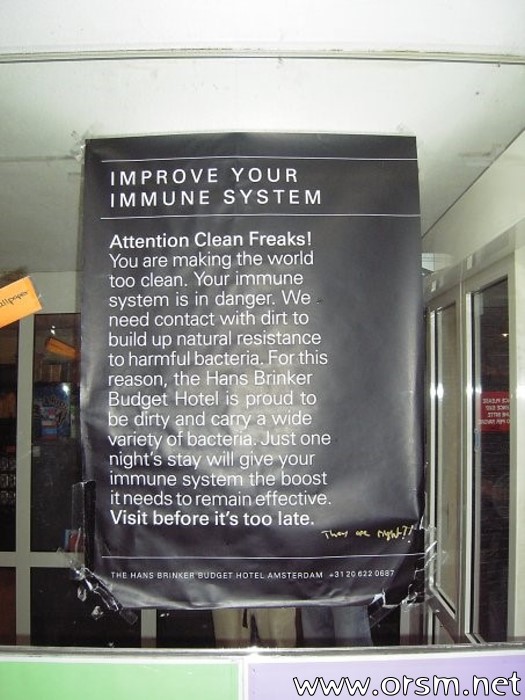 IMPROVE YOUR
IMMUNE SYSTEM
Attention Clean Freaks!
You are making the world
too clean. Your immune
system is in danger. We
need contact with dirt to
build up natural resistance
to harmful bacteria. For this
reason, the Hans Brinker
Budget Hotel is proud to
be dirty and carry a wide
variety of bacteria. Just one
night's stay will give your
immune system the boost
it needs to remain effective.
Visit before it's too late.
They are right?!
THE HANS BRINKER BUDGET HOTEL AMSTERDAM +31 20 622 0687
www.orsm.net